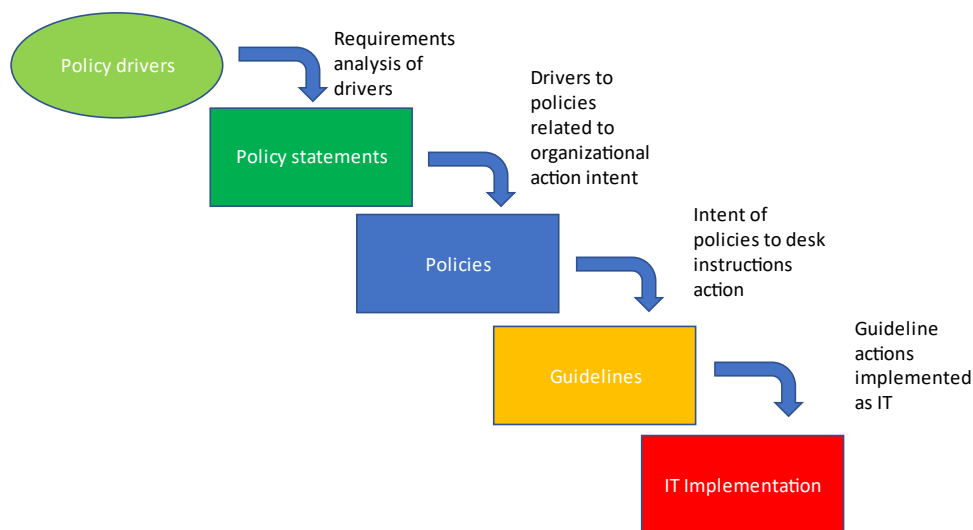 Policy drivers
Requirements
analysis of
drivers
Policy statements
Drivers to
policies
related to
organizational
action intent
Policies
Intent of
policies to desk
instructions
action
Guidelines
Guideline
actions
implemented
as IT
IT Implementation